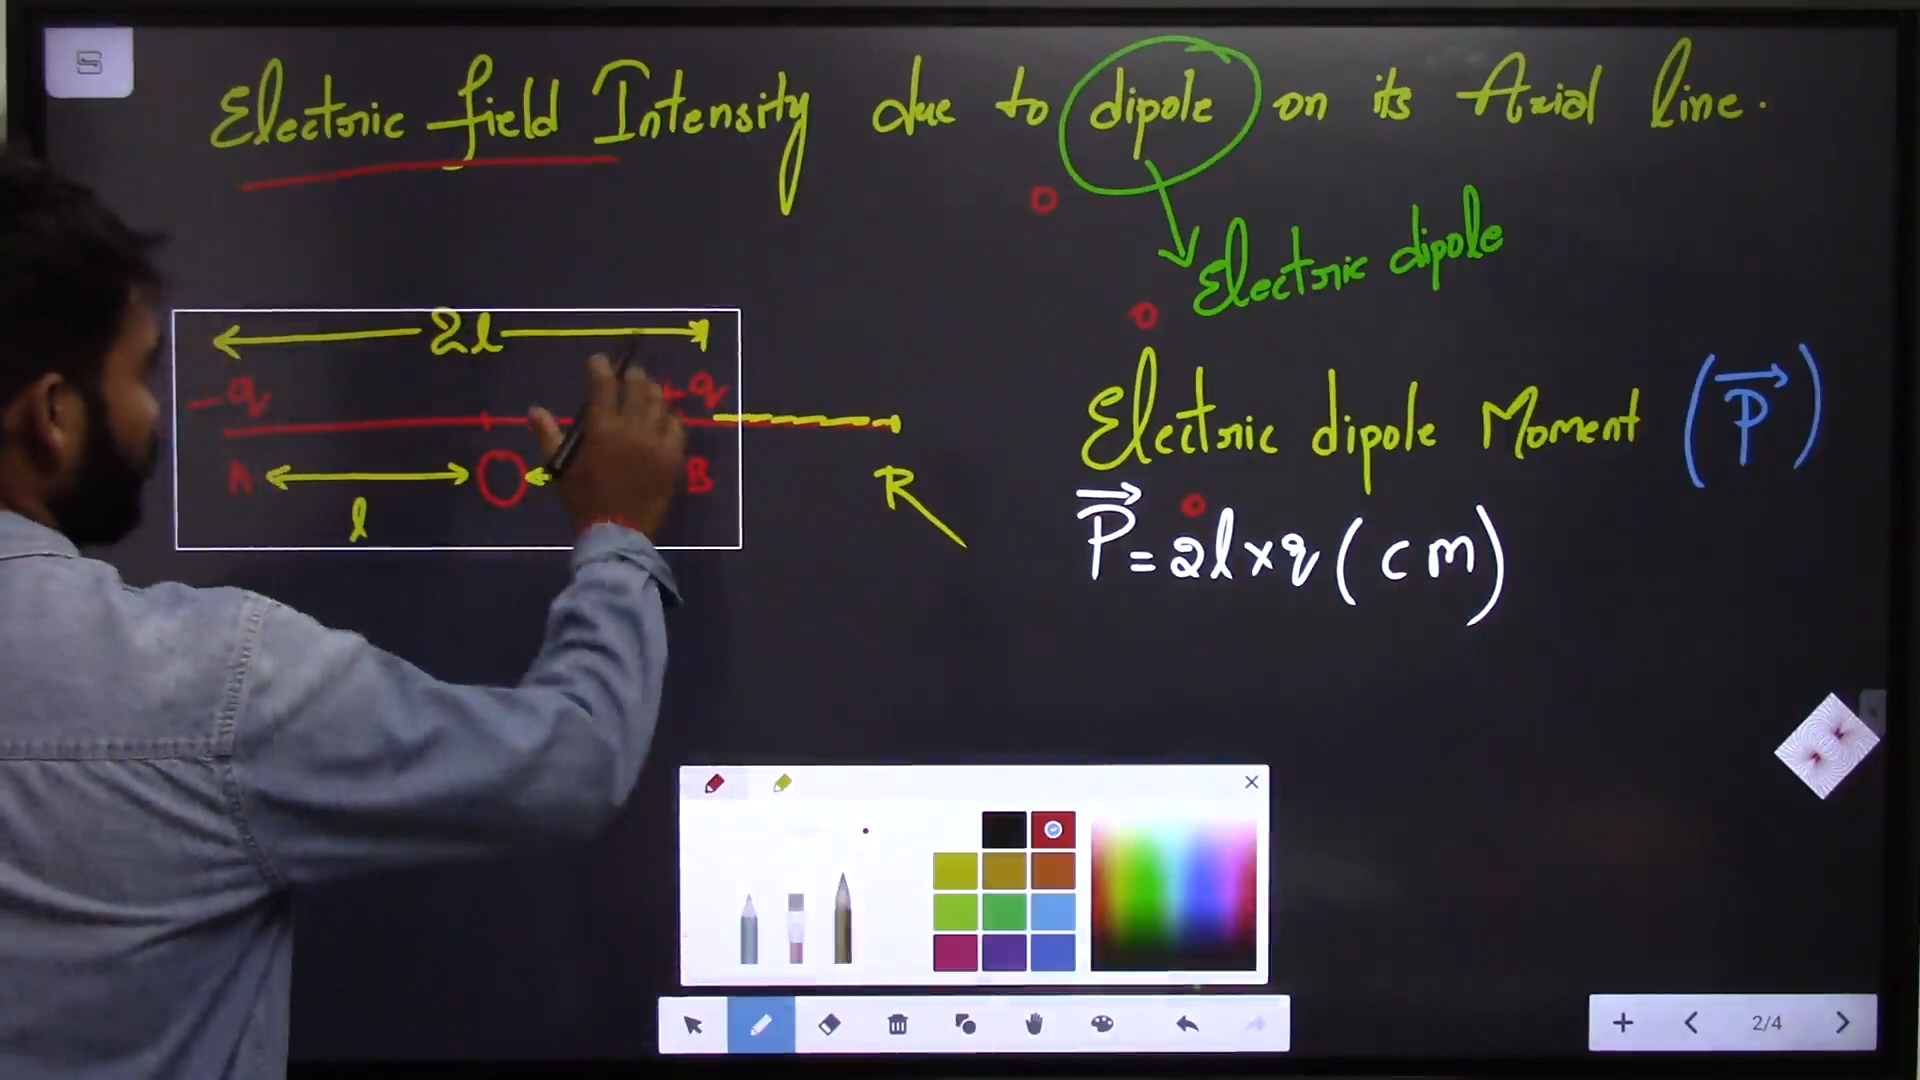 Electric field Intensity due to dipole on its Axial line.
Electric dipole
2l
-q +q
A O B
l
R
Electric dipole Moment (P)
P = 2l × q (cm)
2/4